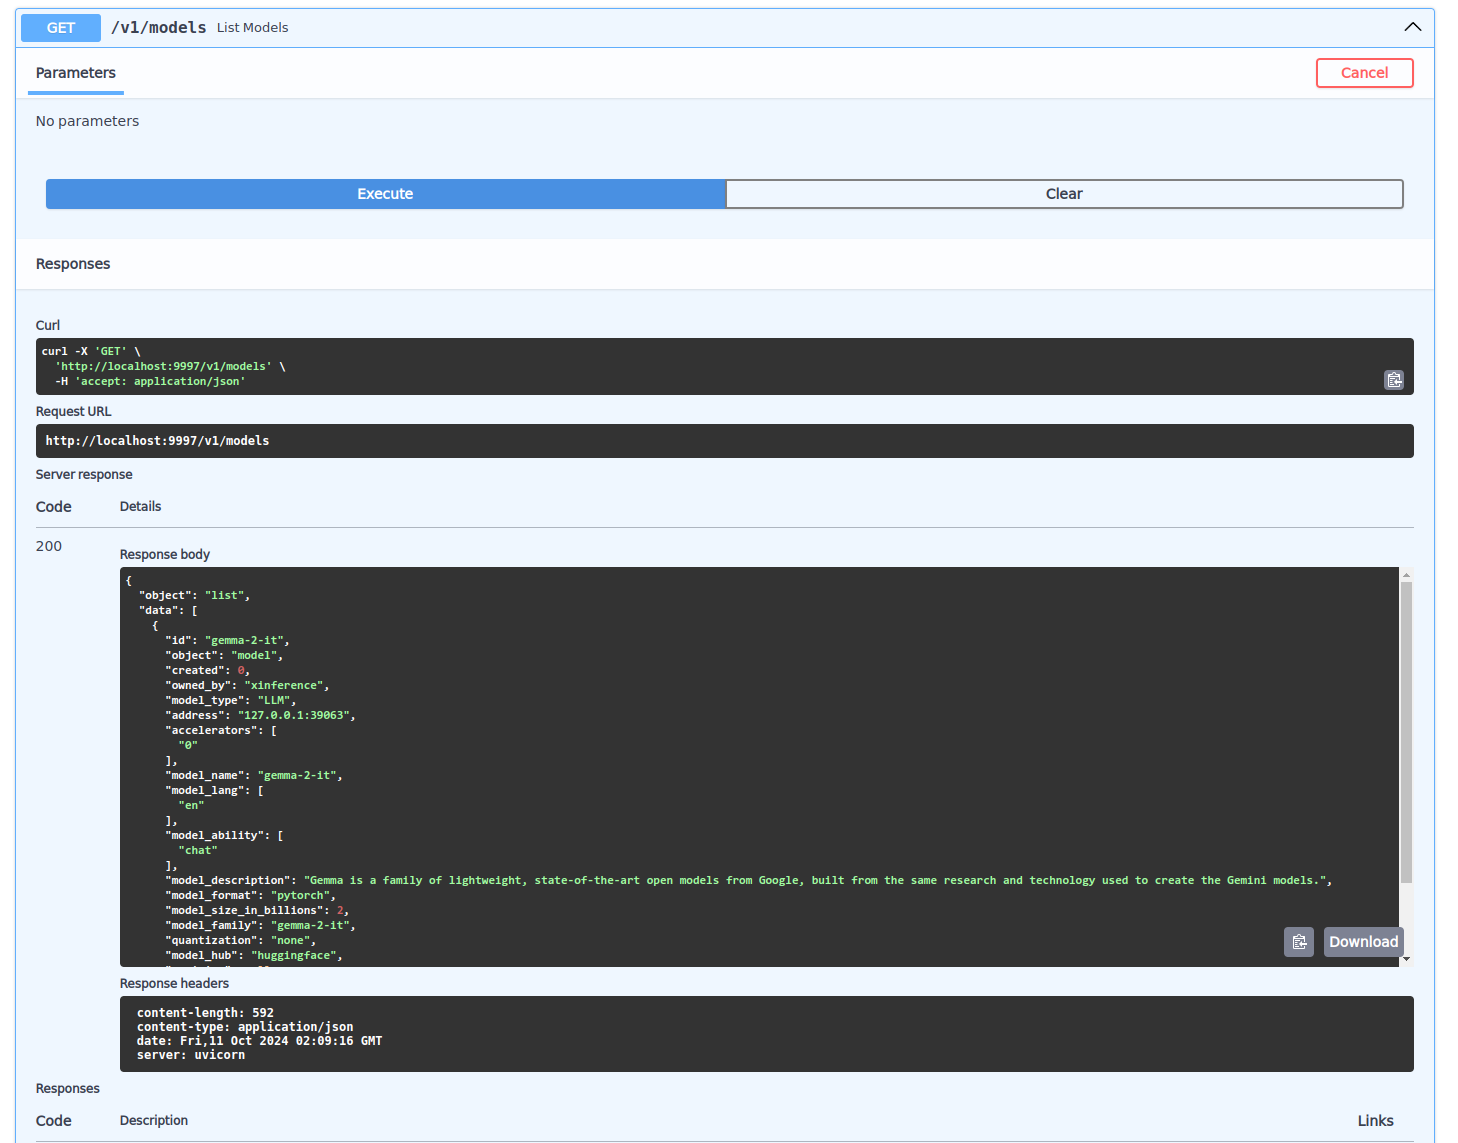 GET /v1/models List Models
Parameters
Cancel
No parameters
Execute
Clear
Responses
Curl
curl -X 'GET' \
'http://localhost:9997/v1/models' \
-H 'accept: application/json'
Request URL
http://localhost:9997/v1/models
Server response
Code Details
200
Response body
{
"object": "list",
"data": [
{
"id": "gemma-2-it",
"object": "model",
"created": 0,
"owned_by": "xinference",
"model_type": "LLM",
"address": "127.0.0.1:39063",
"accelerators": [
"0"
],
"model_name": "gemma-2-it",
"model_lang": [
"en"
],
"model_ability": [
"chat"
],
"model_description": "Gemma is a family of lightweight, state-of-the-art open models from Google, built from the same research and technology used to create the Gemini models.",
"model_format": "pytorch",
"model_size_in_billions": 2,
"model_family": "gemma-2-it",
"quantization": "none",
"model_hub": "huggingface",
Download
Response headers
content-length: 592
content-type: application/json
date: Fri,11 Oct 2024 02:09:16 GMT
server: uvicorn
Responses
Code Description Links